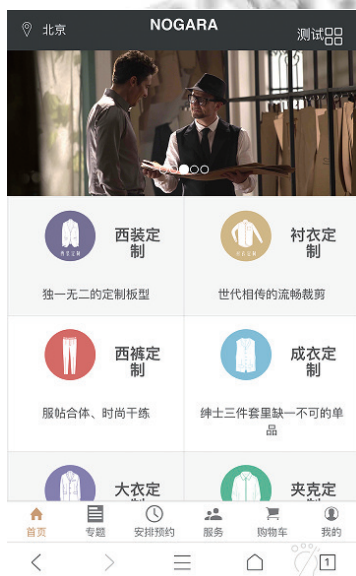 北京
NOGARA
测试
西装定
制
独一无二的定制板型
衬衣定
制
世代相传的流畅裁剪
西裤定
制
服帖合体、时尚干练
成衣定
制
绅士三件套里缺一不可的单
品
大衣定
夹克定
首页
专题
安排预约
服务
购物车
我的
1